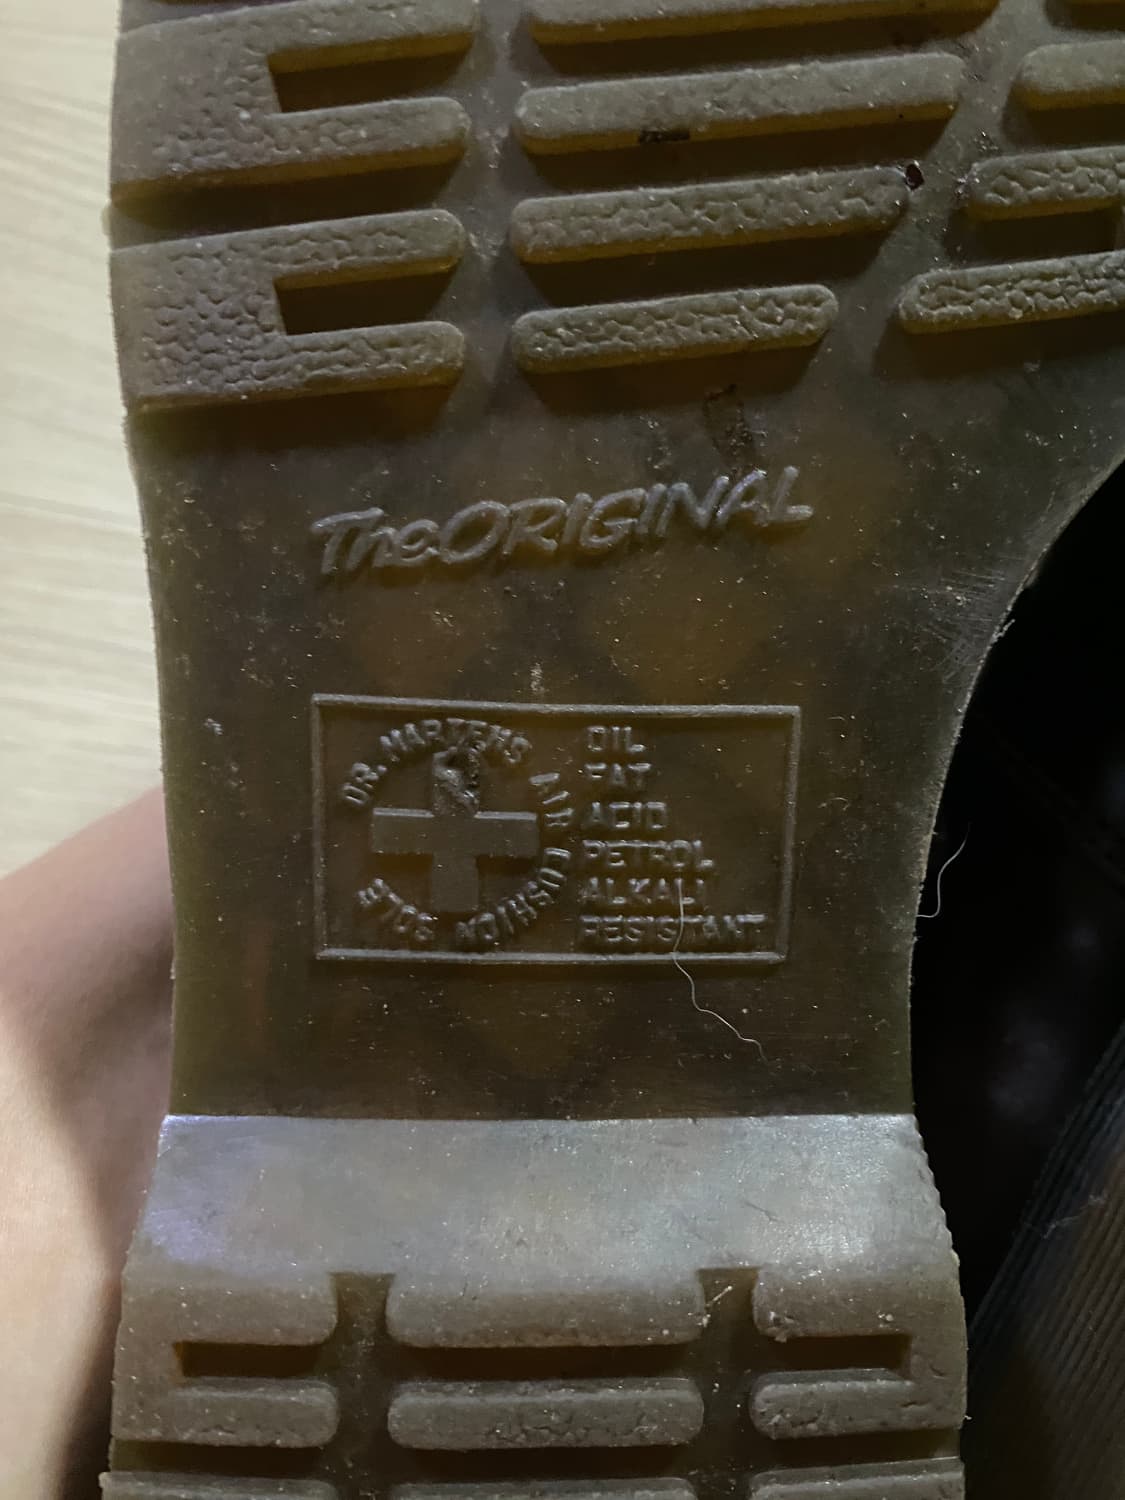 The ORIGINAL
DR. MARTENS AIR CUSHION SOLE
OIL
FAT
ACID
PETROL
ALKALI
RESISTANT